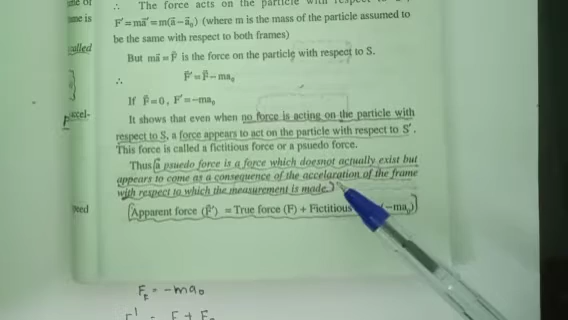 ∴ The force acts on the particle with respect to S',
F'=ma⃗'=m(a⃗−a⃗₀) (where m is the mass of the particle assumed to
be the same with respect to both frames)
But ma⃗=F⃗ is the force on the particle with respect to S.
∴ F⃗'=F⃗−ma₀
If F⃗=0, F'=−ma₀
It shows that even when no force is acting on the particle with
respect to S, a force appears to act on the particle with respect to S'.
This force is called a fictitious force or a psuedo force.
Thus a psuedo force is a force which doesnot actually exist but
appears to come as a consequence of the accelaration of the frame
with respect to which the measurement is made.
Apparent force (F⃗') = True force (F) + Fictitious (−ma₀)
called
accel-
peed
F_F = −ma₀
F' = F + F